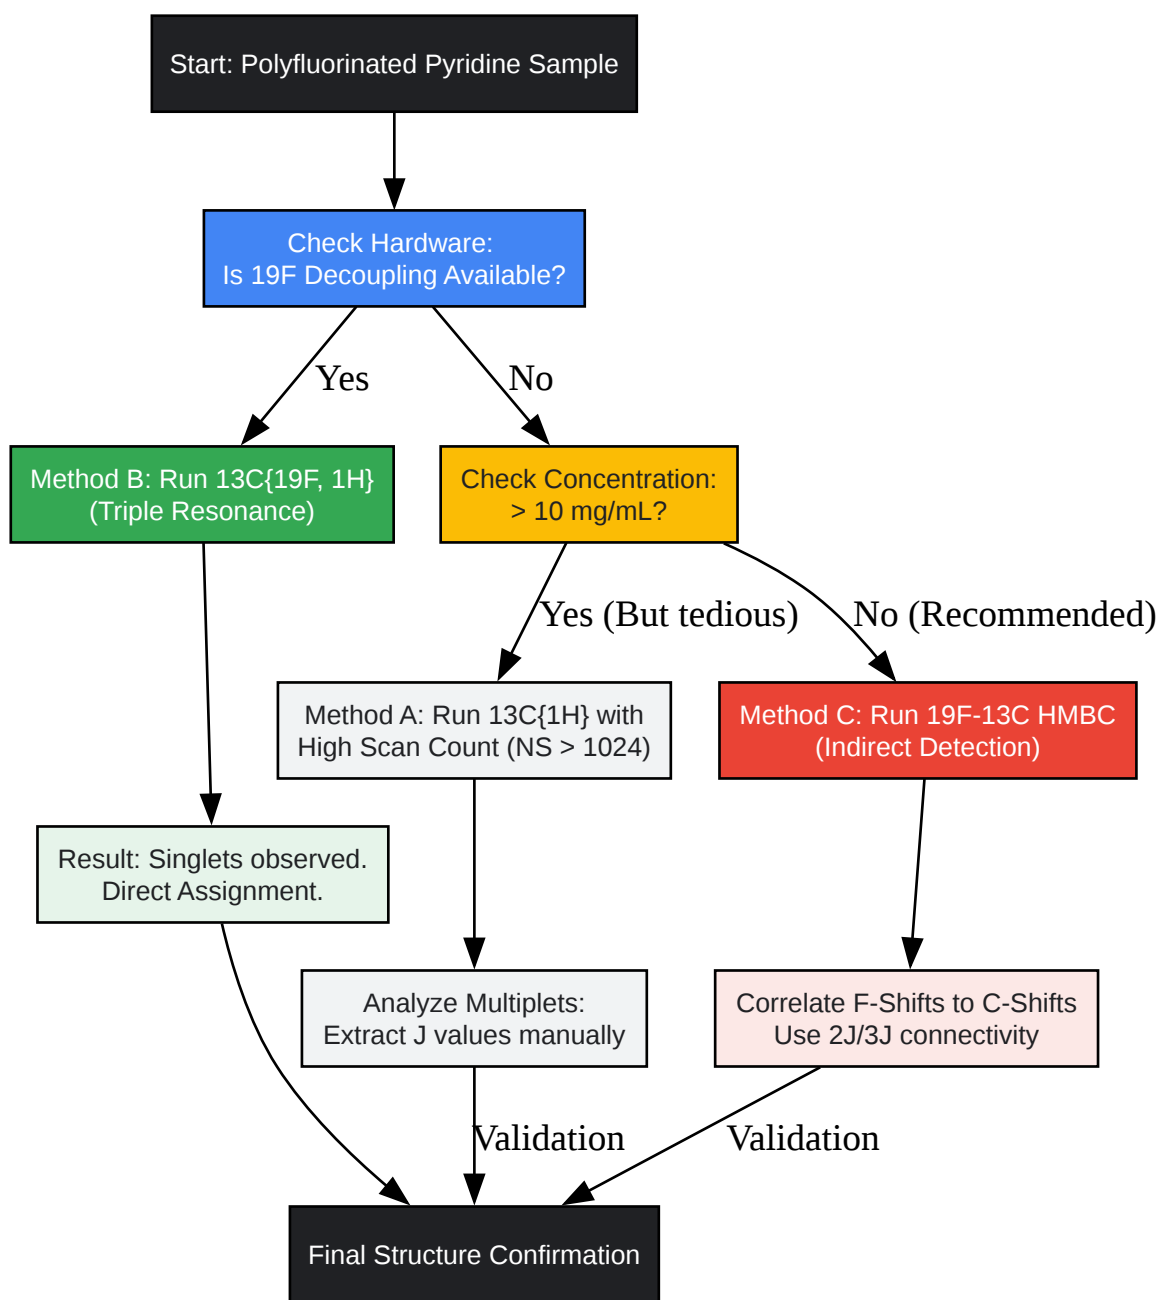 Start: Polyfluorinated Pyridine Sample
Check Hardware:
Is 19F Decoupling Available?
Yes
No
Method B: Run 13C{19F, 1H}
(Triple Resonance)
Check Concentration:
> 10 mg/mL?
Yes (But tedious)
No (Recommended)
Method A: Run 13C{1H} with
High Scan Count (NS > 1024)
Method C: Run 19F-13C HMBC
(Indirect Detection)
Result: Singlets observed.
Direct Assignment.
Analyze Multiplets:
Extract J values manually
Correlate F-Shifts to C-Shifts
Use 2J/3J connectivity
Validation
Validation
Final Structure Confirmation